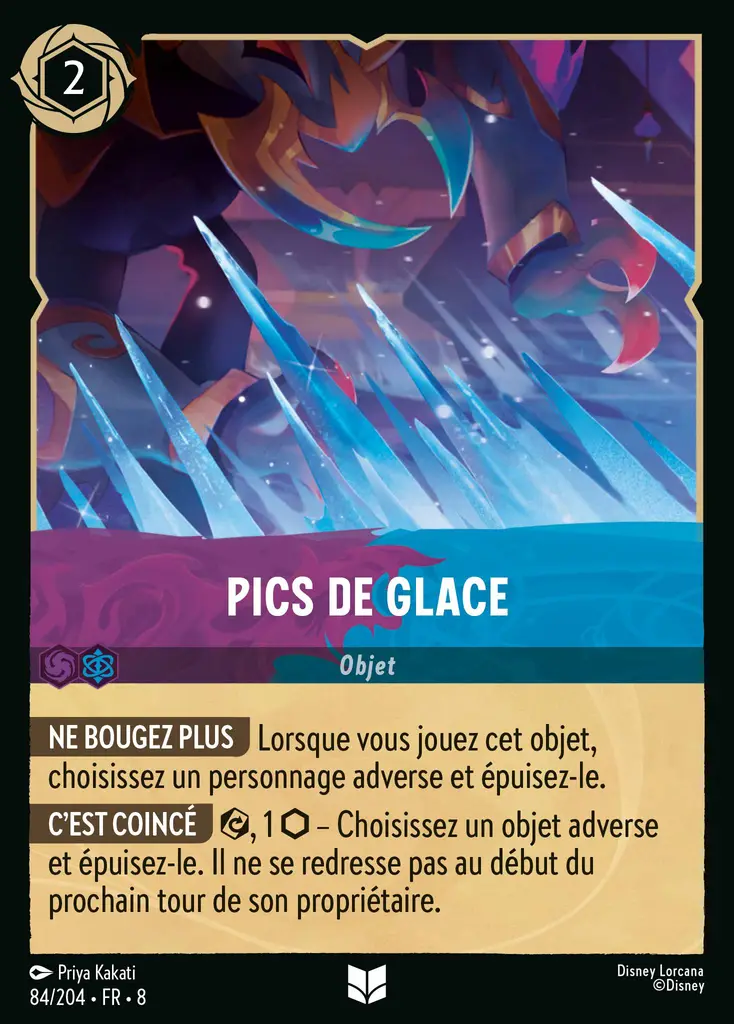 2
PICS DE GLACE
Objet
NE BOUGEZ PLUS Lorsque vous jouez cet objet,
choisissez un personnage adverse et épuisez-le.
C'EST COINCÉ , 1 – Choisissez un objet adverse
et épuisez-le. Il ne se redresse pas au début du
prochain tour de son propriétaire.
Priya Kakati
84/204 • FR • 8
Disney Lorcana
©Disney